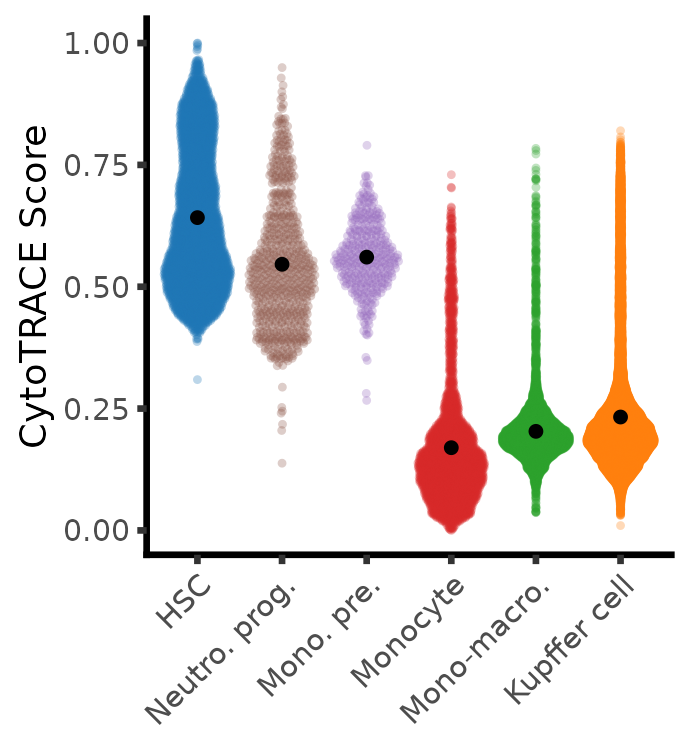 CytoTRACE Score
1.00
0.75
0.50
0.25
0.00
HSC
Neutro. prog.
Mono. pre.
Monocyte
Mono-macro.
Kupffer cell